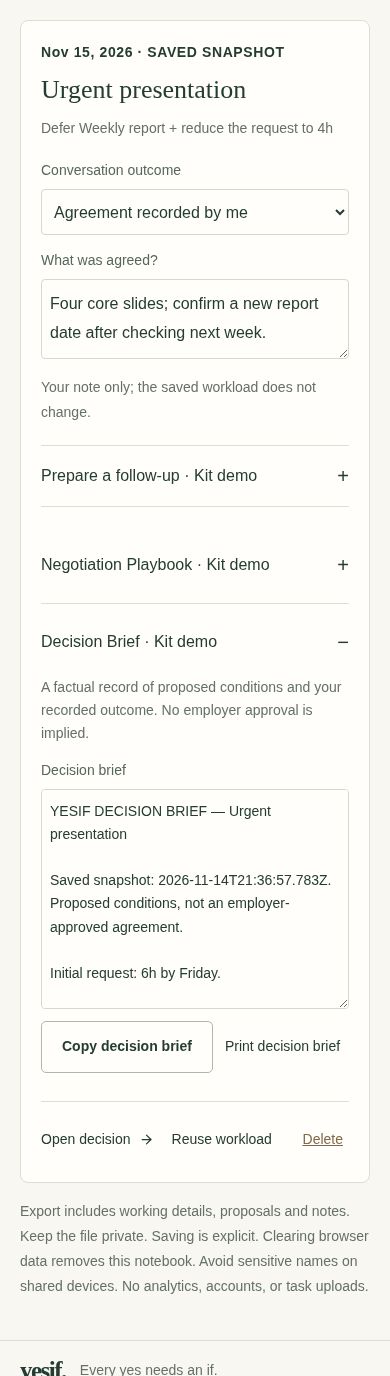 Nov 15, 2026 · SAVED SNAPSHOT
Urgent presentation
Defer Weekly report + reduce the request to 4h
Conversation outcome
Agreement recorded by me
What was agreed?
Four core slides; confirm a new report
date after checking next week.
Your note only; the saved workload does not
change.
Prepare a follow-up · Kit demo +
Negotiation Playbook · Kit demo +
Decision Brief · Kit demo −
A factual record of proposed conditions and your
recorded outcome. No employer approval is
implied.
Decision brief
YESIF DECISION BRIEF — Urgent
presentation
Saved snapshot: 2026-11-14T21:36:57.783Z.
Proposed conditions, not an employer-
approved agreement.
Initial request: 6h by Friday.
Copy decision brief Print decision brief
Open decision → Reuse workload Delete
Export includes working details, proposals and notes.
Keep the file private. Saving is explicit. Clearing browser
data removes this notebook. Avoid sensitive names on
shared devices. No analytics, accounts, or task uploads.
yesif. Every yes needs an if.